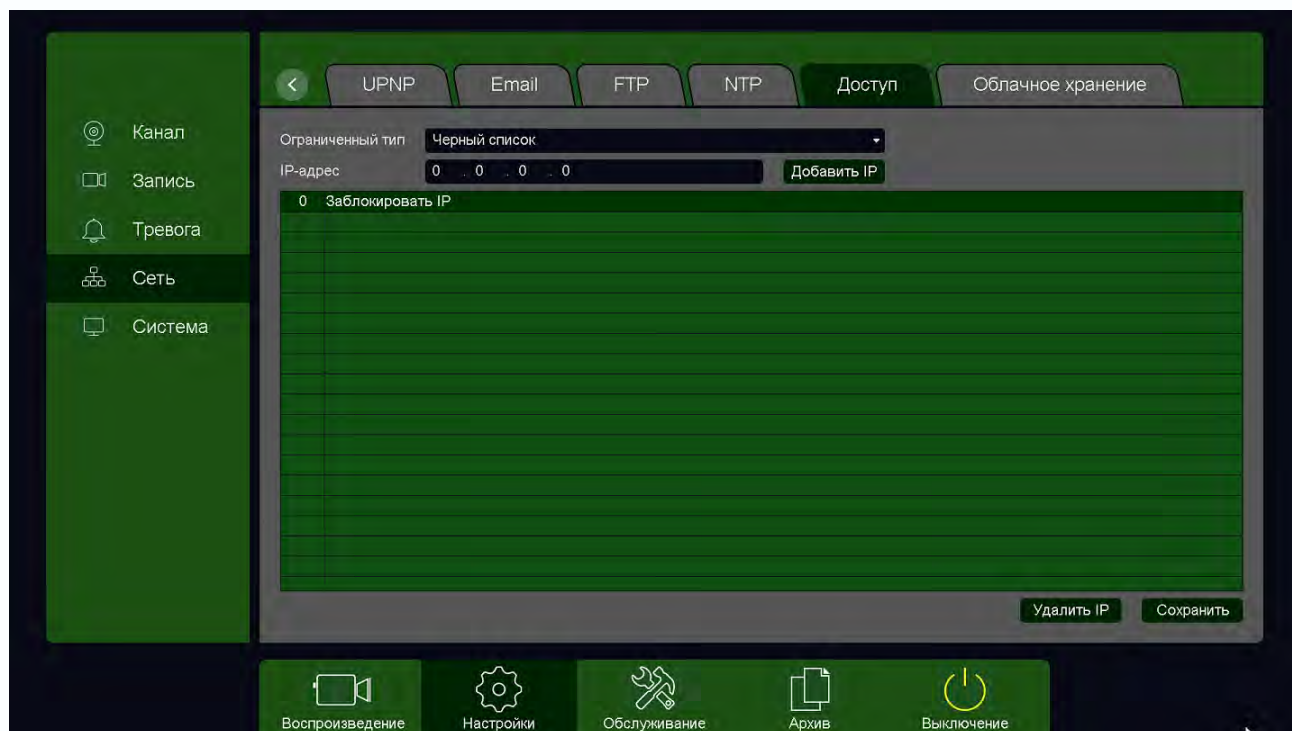 UPNP Email FTP NTP Доступ Облачное хранение
Канал
Запись
Тревога
Сеть
Система
Ограниченный тип Черный список
IP-адрес 0 . 0 . 0 . 0 Добавить IP
0 Заблокировать IP
Удалить IP Сохранить
Воспроизведение Настройки Обслуживание Архив Выключение